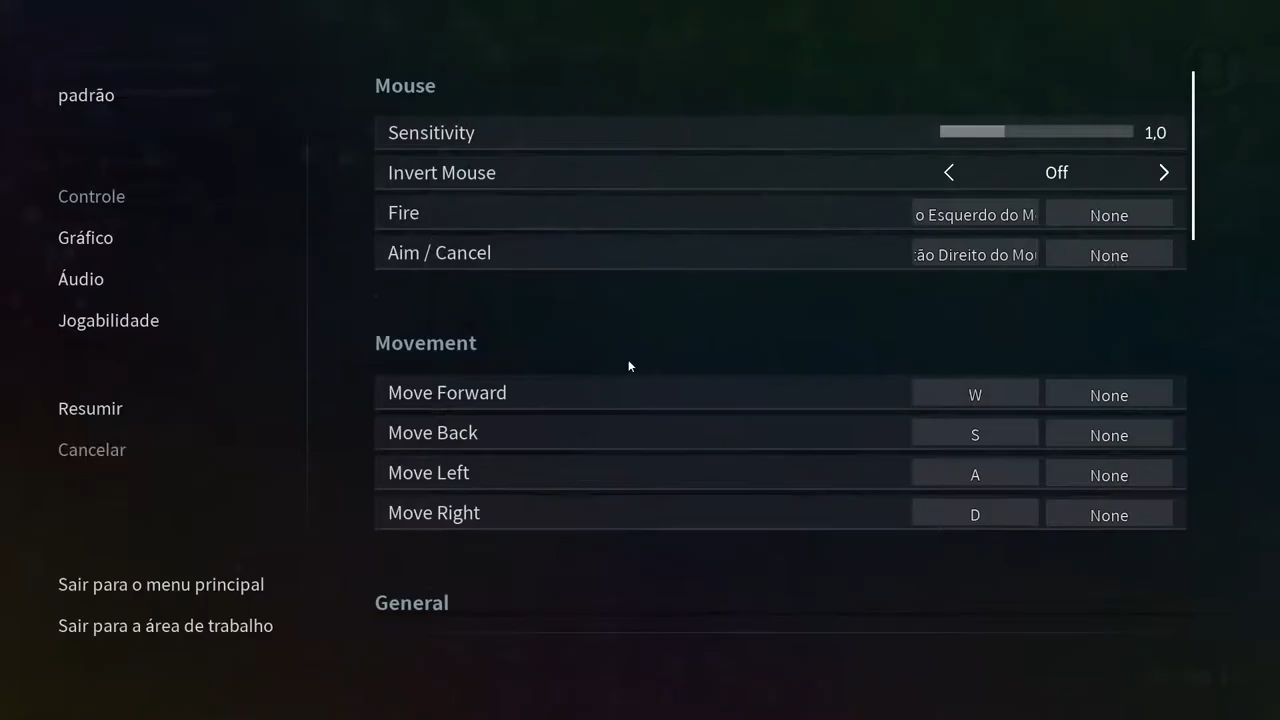 padrão
Controle
Gráfico
Áudio
Jogabilidade
Resumir
Cancelar
Sair para o menu principal
Sair para a área de trabalho
Mouse
Sensitivity 1,0
Invert Mouse Off
Fire o Esquerdo do M None
Aim / Cancel ão Direito do Mo None
Movement
Move Forward W None
Move Back S None
Move Left A None
Move Right D None
General